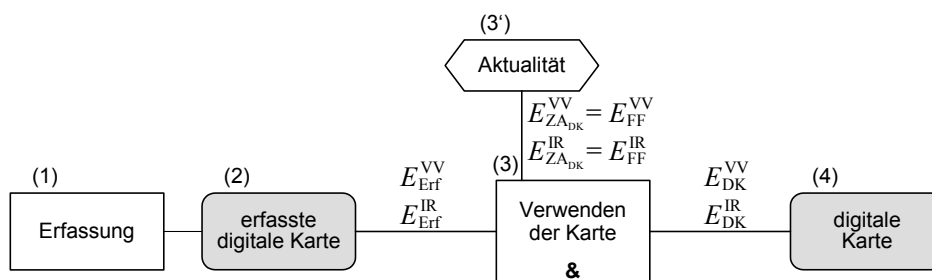 (3‘)
Aktualität
E^VV_ZA_DK = E^VV_FF
E^IR_ZA_DK = E^IR_FF
(1)
Erfassung
(2)
erfasste
digitale Karte
E^VV_Erf
E^IR_Erf
(3)
Verwenden
der Karte
&
E^VV_DK
E^IR_DK
(4)
digitale
Karte